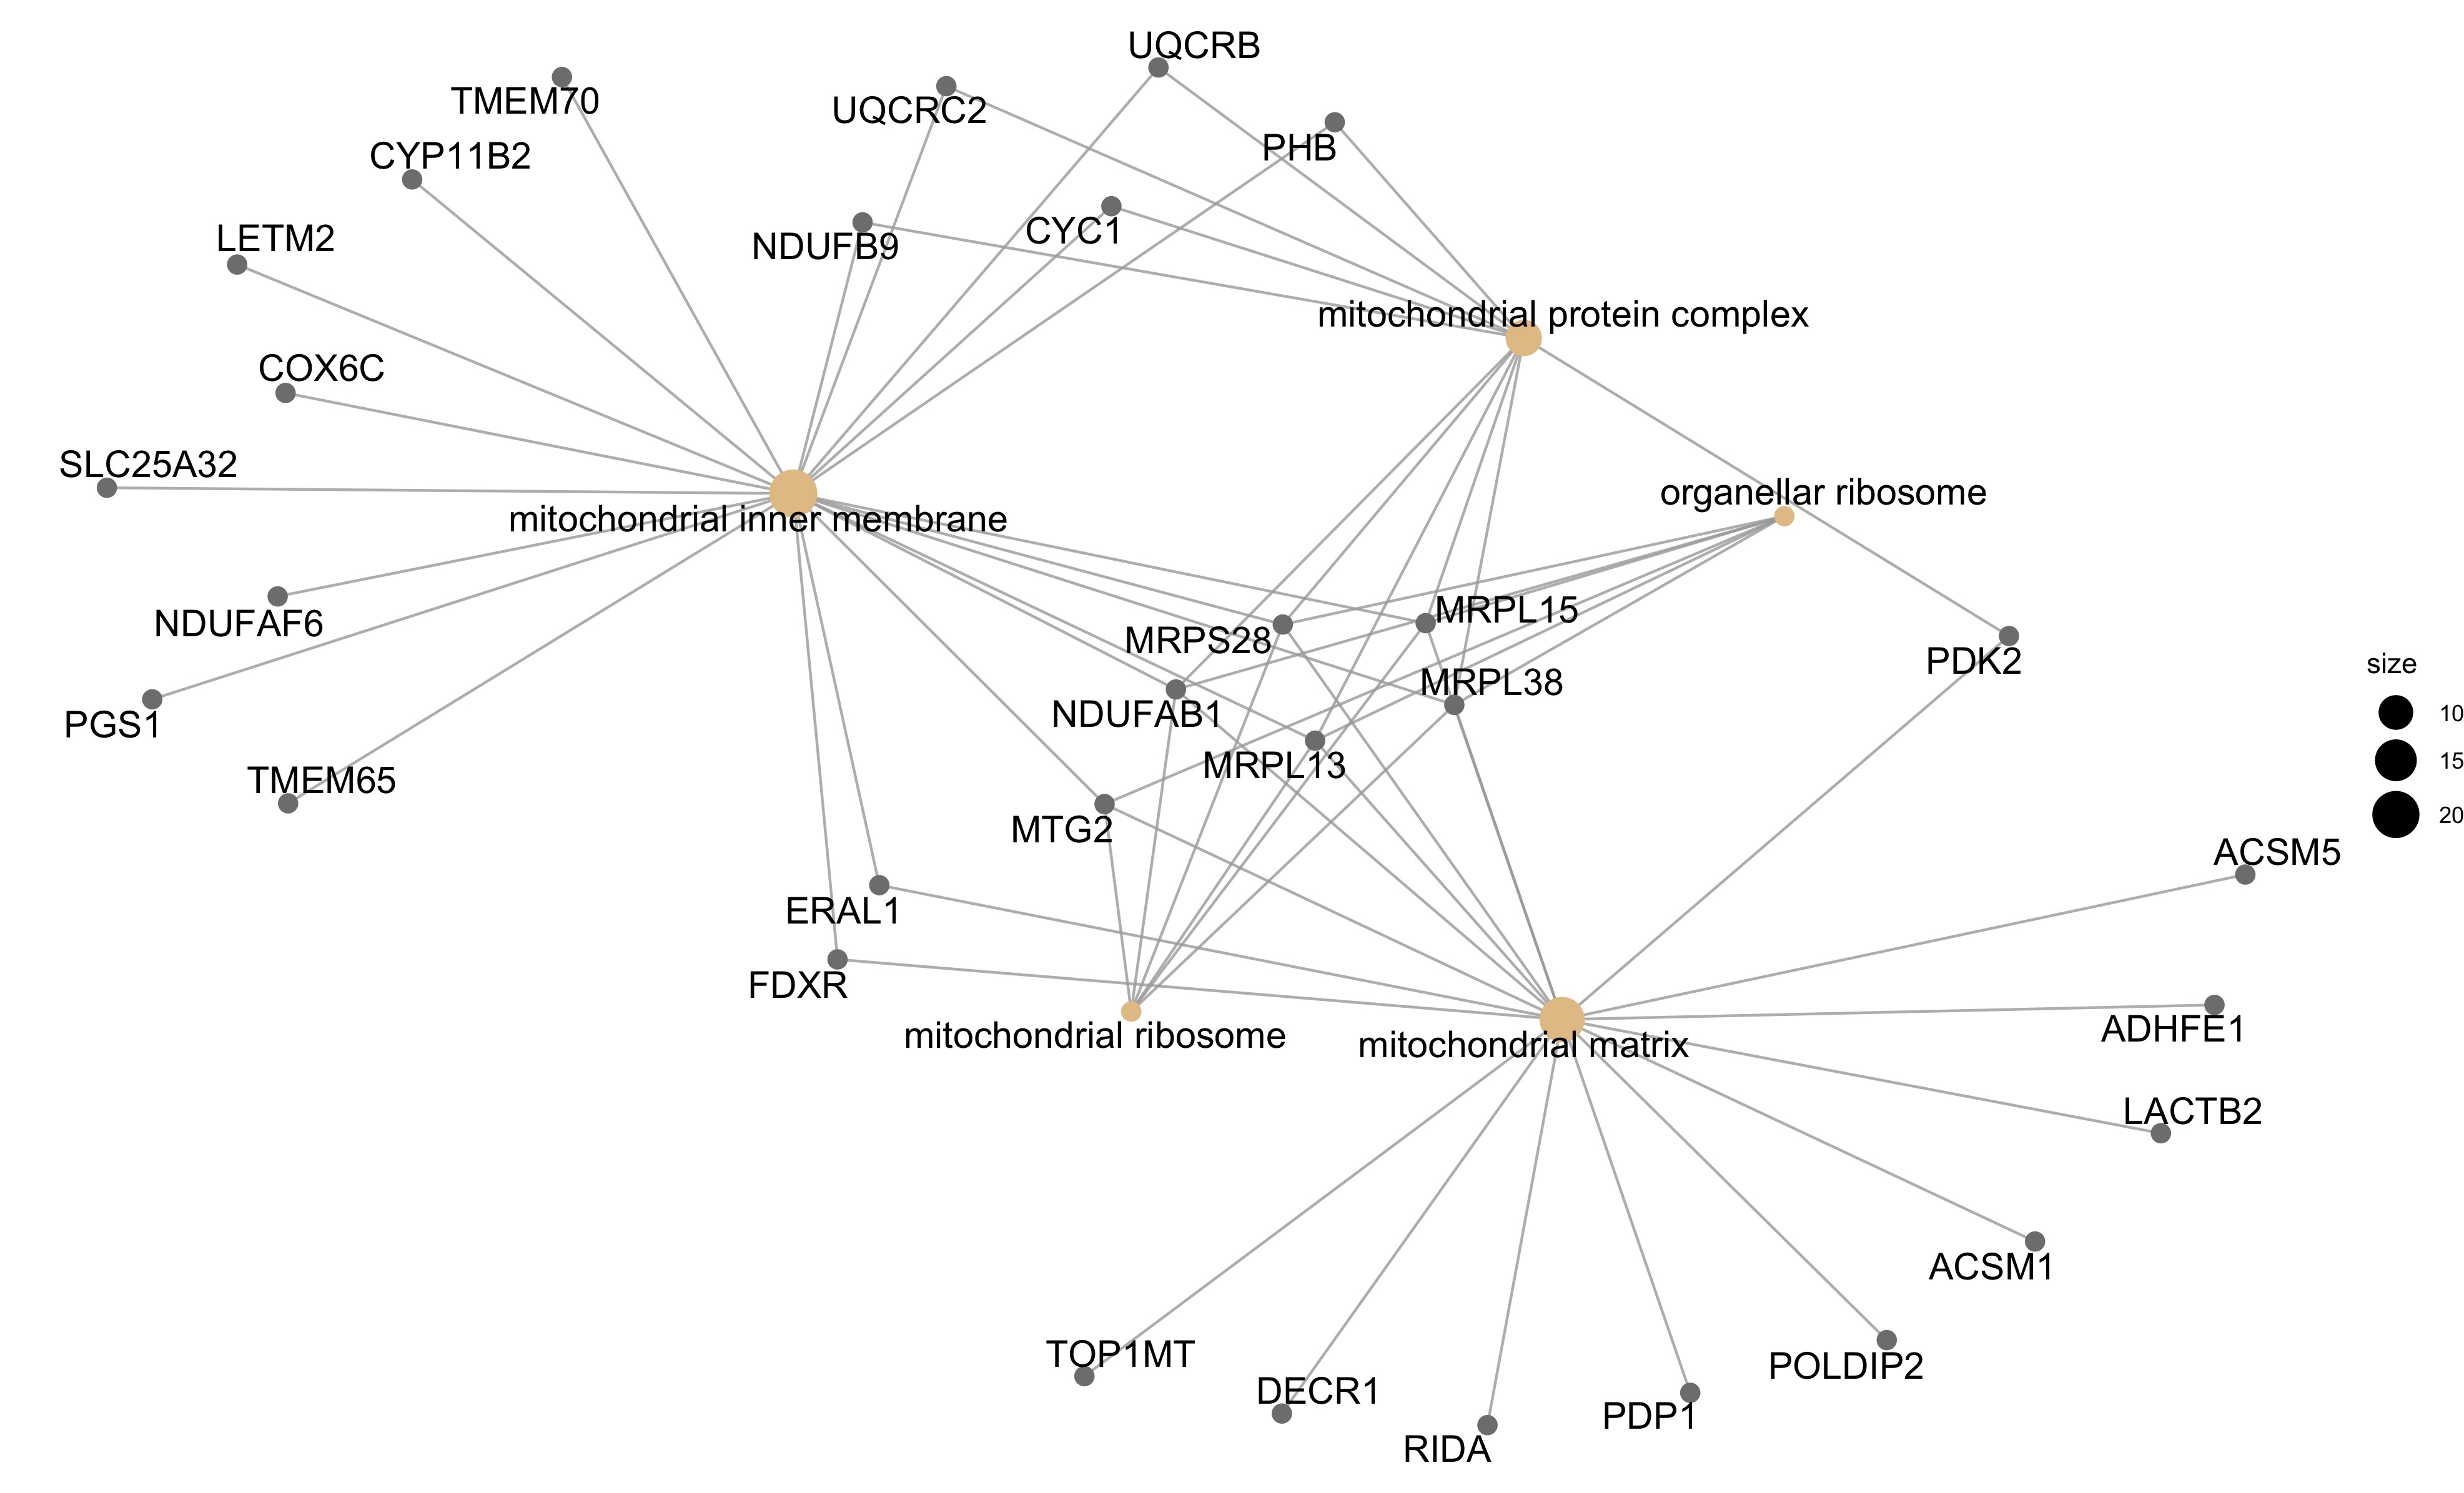 UQCRB
TMEM70
UQCRC2
PHB
CYP11B2
LETM2
NDUFB9
CYC1
mitochondrial protein complex
COX6C
SLC25A32
organellar ribosome
mitochondrial inner membrane
NDUFAF6
MRPS28
MRPL15
PDK2
size
MRPL38
10
PGS1
NDUFAB1
MRPL13
15
TMEM65
MTG2
20
ACSM5
ERAL1
FDXR
mitochondrial ribosome
mitochondrial matrix
ADHFE1
LACTB2
ACSM1
TOP1MT
POLDIP2
DECR1
PDP1
RIDA